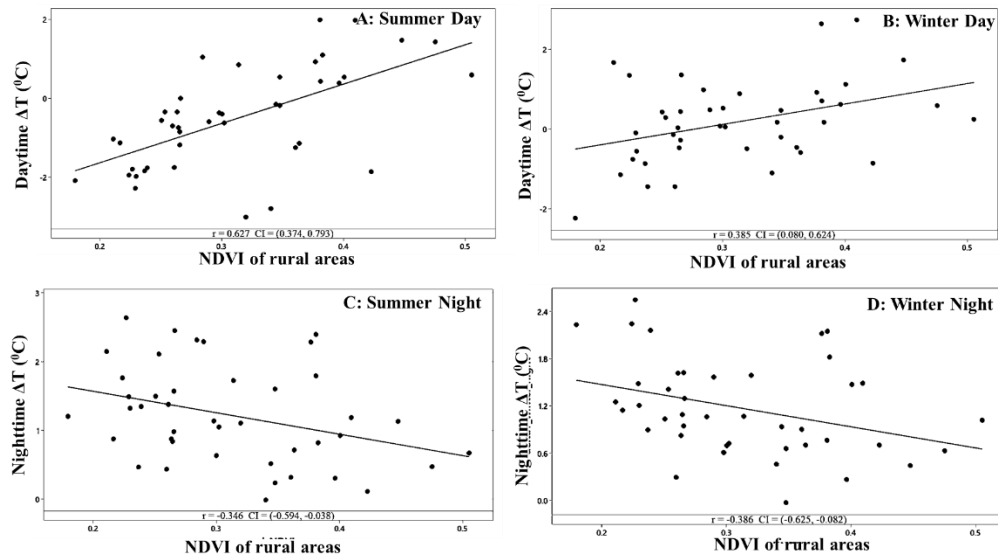 A: Summer Day
Daytime ΔT (⁰C)
2
0
-2
0.2 0.3 0.4 0.5
r = 0.627 CI = (0.374, 0.793)
NDVI of rural areas
B: Winter Day
Daytime ΔT (⁰C)
2
0
-2
0.2 0.3 0.4 0.5
r = 0.385 CI = (0.080, 0.624)
NDVI of rural areas
C: Summer Night
Nighttime ΔT (⁰C)
3
2
1
0
0.2 0.3 0.4 0.5
r = -0.346 CI = (-0.594, -0.038)
NDVI of rural areas
D: Winter Night
Nighttime ΔT (⁰C)
2.4
1.8
1.2
0.6
0.0
0.2 0.3 0.4 0.5
r = -0.386 CI = (-0.625, -0.082)
NDVI of rural areas